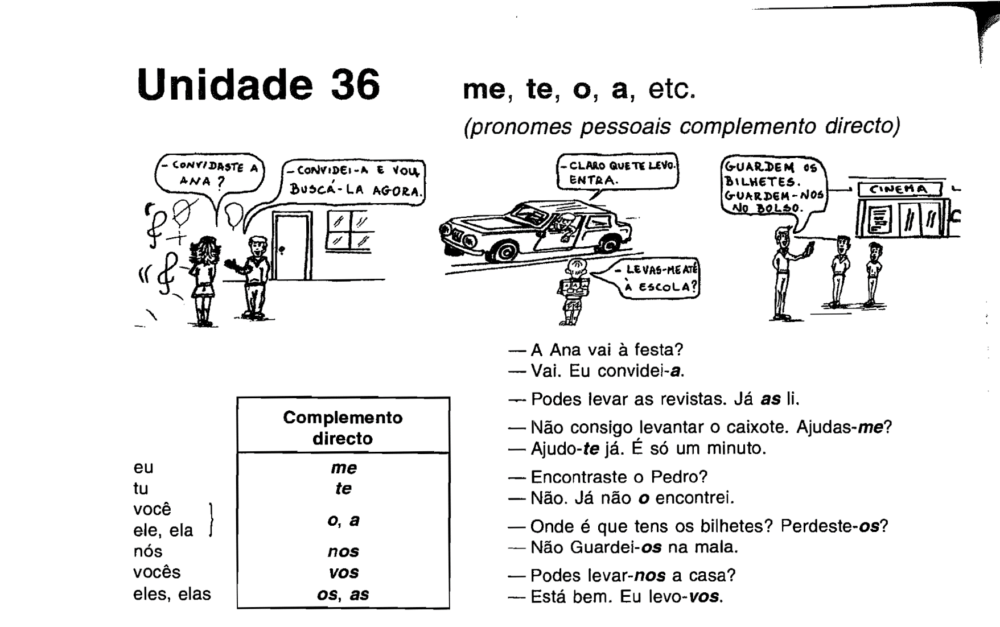 Unidade 36
me, te, o, a, etc.
(pronomes pessoais complemento directo)
- CONVIDASTE A
ANA?
- CONVIDEI-A E VOU
BUSCÁ-LA AGORA.
- CLARO QUE TE LEVO.
ENTRA.
- LEVAS-ME ATÉ
À ESCOLA?
GUARDEM OS
BILHETES.
GUARDEM-NOS
NO BOLSO.
CINEMA
Complemento
directo
eu me
tu te
você
ele, ela o, a
nós nos
vocês vos
eles, elas os, as
— A Ana vai à festa?
— Vai. Eu convidei-a.
— Podes levar as revistas. Já as li.
— Não consigo levantar o caixote. Ajudas-me?
— Ajudo-te já. É só um minuto.
— Encontraste o Pedro?
— Não. Já não o encontrei.
— Onde é que tens os bilhetes? Perdeste-os?
— Não Guardei-os na mala.
— Podes levar-nos a casa?
— Está bem. Eu levo-vos.